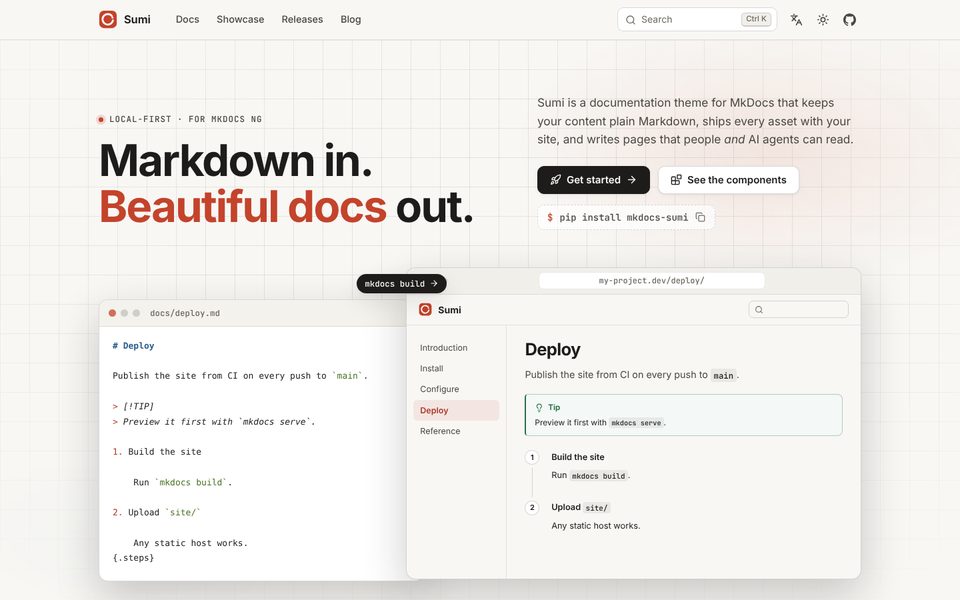 Sumi
Docs
Showcase
Releases
Blog
Search
Ctrl K
LOCAL-FIRST · FOR MKDOCS NG
Markdown in.
Beautiful docs out.
Sumi is a documentation theme for MkDocs that keeps
your content plain Markdown, ships every asset with your
site, and writes pages that people and AI agents can read.
Get started →
See the components
$ pip install mkdocs-sumi
mkdocs build →
docs/deploy.md
# Deploy
Publish the site from CI on every push to `main`.
> [!TIP]
> Preview it first with `mkdocs serve`.
1. Build the site
Run `mkdocs build`.
2. Upload `site/`
Any static host works.
{.steps}
my-project.dev/deploy/
Sumi
Introduction
Install
Configure
Deploy
Reference
Deploy
Publish the site from CI on every push to main.
Tip
Preview it first with mkdocs serve.
1 Build the site
Run mkdocs build.
2 Upload site/
Any static host works.